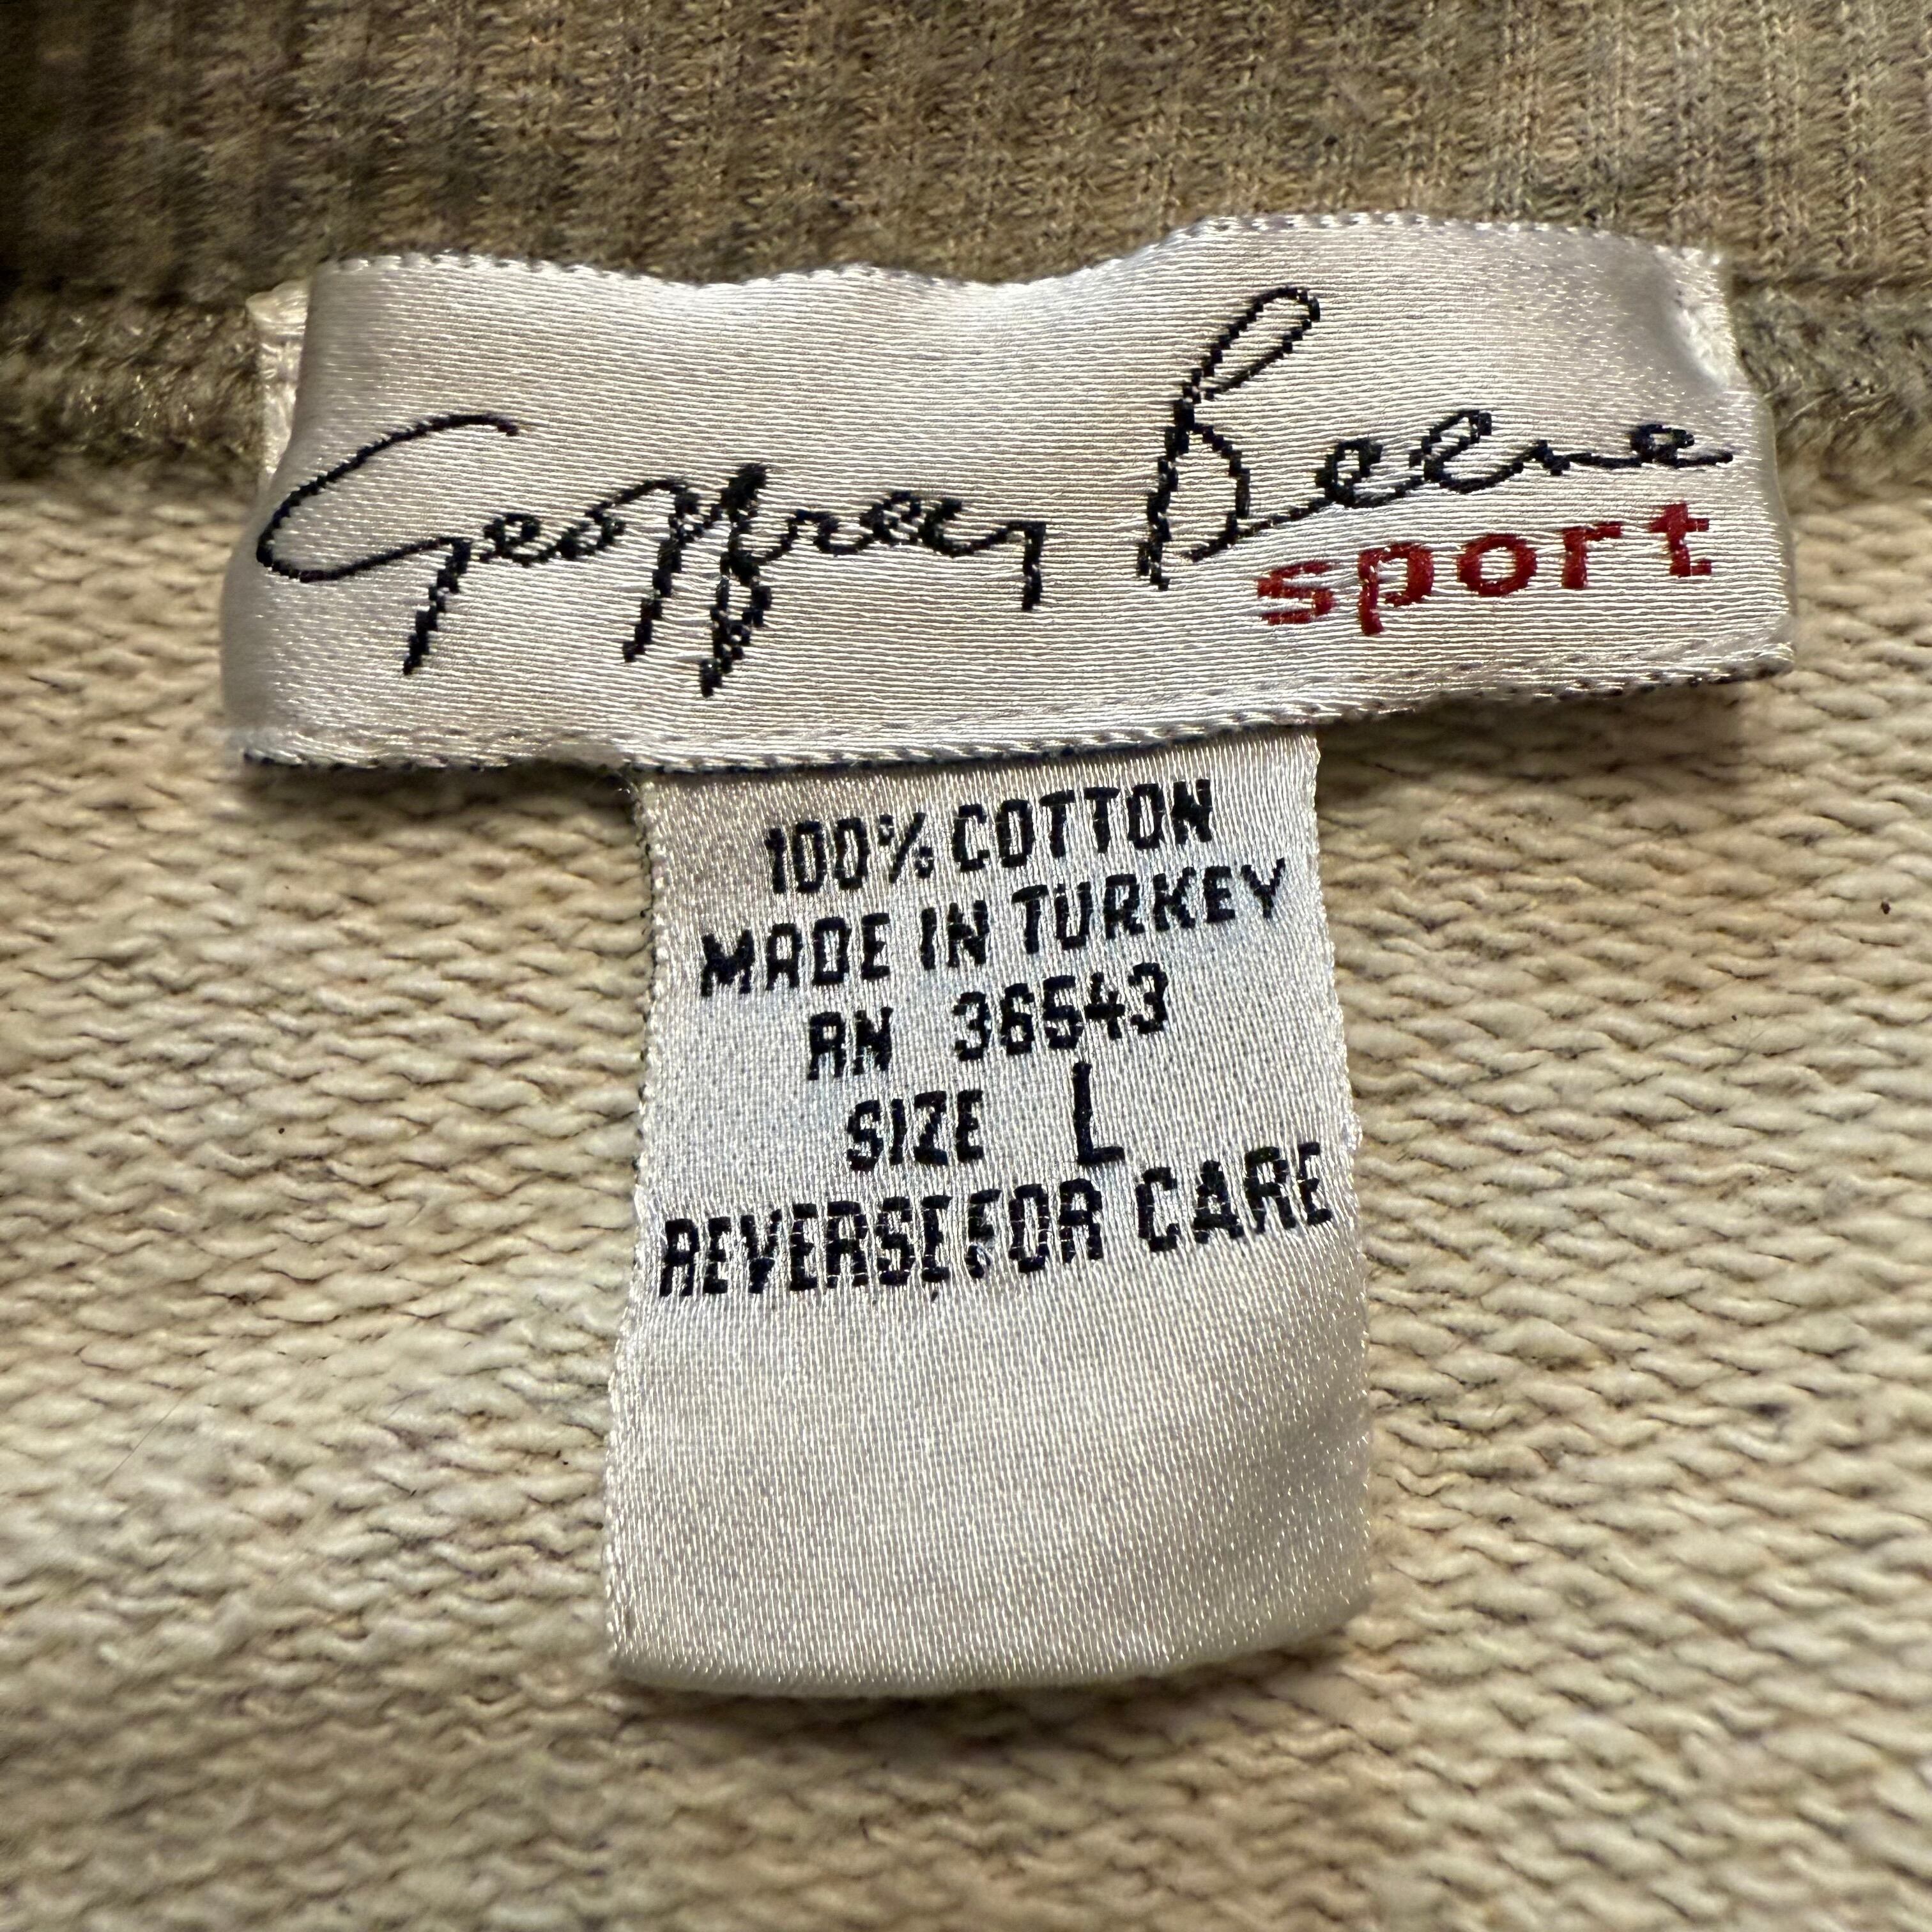 Geoffrey Beene
sport
100% COTTON
MADE IN TURKEY
RN 36543
SIZE L
REVERSE FOR CARE